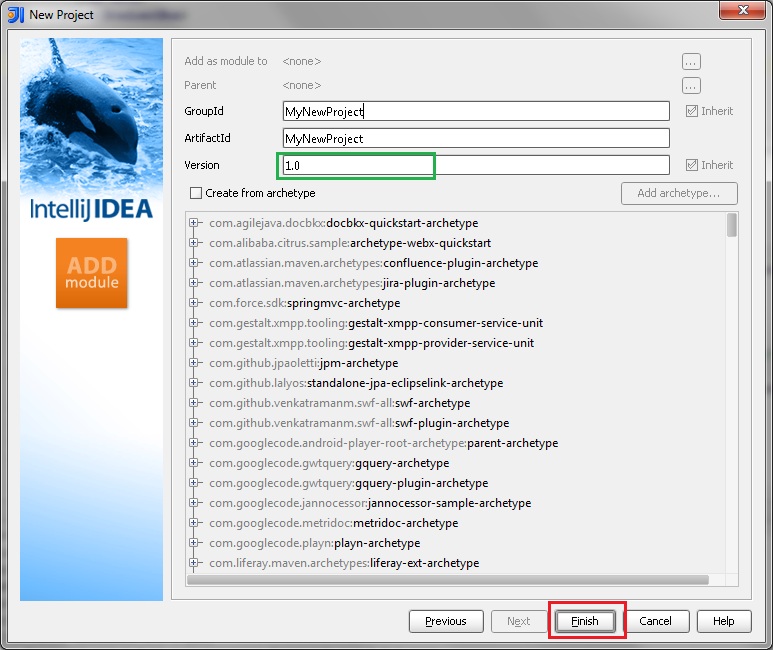 New Project
Add as module to <none> ...
Parent <none> ...
GroupId MyNewProject Inherit
ArtifactId MyNewProject
Version 1.0 Inherit
Create from archetype Add archetype...
IntelliJ IDEA
ADD
module
com.agilejava.docbkx:docbkx-quickstart-archetype
com.alibaba.citrus.sample:archetype-webx-quickstart
com.atlassian.maven.archetypes:confluence-plugin-archetype
com.atlassian.maven.archetypes:jira-plugin-archetype
com.force.sdk:springmvc-archetype
com.gestalt.xmpp.tooling:gestalt-xmpp-consumer-service-unit
com.gestalt.xmpp.tooling:gestalt-xmpp-provider-service-unit
com.github.jpaoletti:jpm-archetype
com.github.lalyos:standalone-jpa-eclipselink-archetype
com.github.venkatramanm.swf-all:swf-archetype
com.github.venkatramanm.swf-all:swf-plugin-archetype
com.googlecode.android-player-root-archetype:parent-archetype
com.googlecode.gwtquery:gquery-archetype
com.googlecode.gwtquery:gquery-plugin-archetype
com.googlecode.jannocessor:jannocessor-sample-archetype
com.googlecode.metridoc:metridoc-archetype
com.googlecode.playn:playn-archetype
com.liferay.maven.archetypes:liferay-ext-archetype
Previous Next Finish Cancel Help